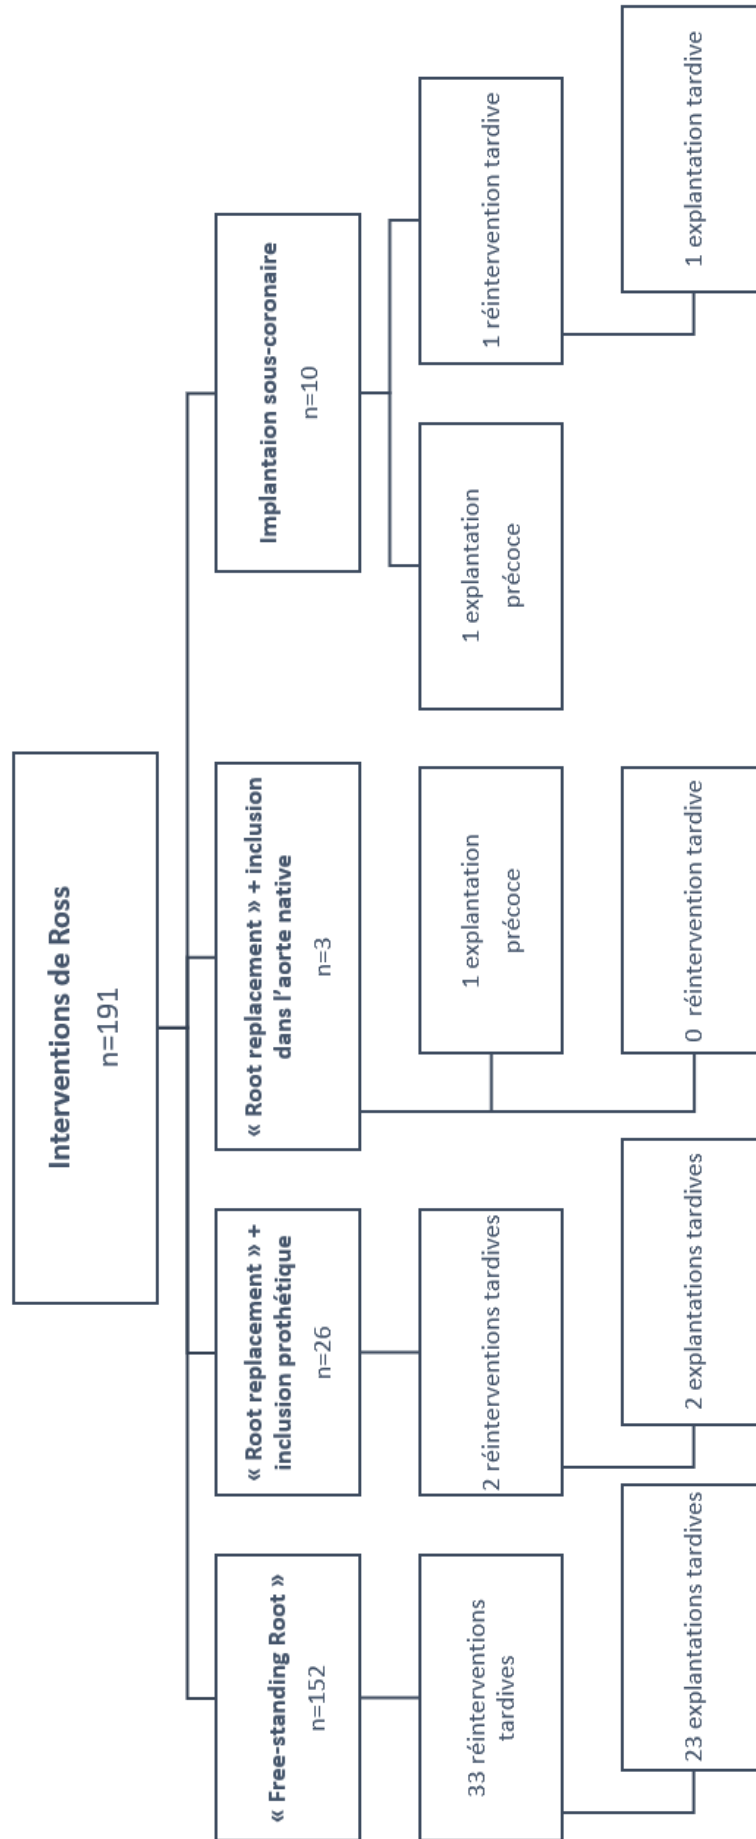 Interventions de Ross
n=191
« Free-standing Root »
n=152
« Root replacement » +
inclusion prothétique
n=26
« Root replacement » + inclusion
dans l’aorte native
n=3
Implantaion sous-coronaire
n=10
33 réinterventions
tardives
2 réinterventions tardives
1 explantation
précoce
1 explantation
précoce
1 réintervention tardive
23 explantations tardives
2 explantations tardives
0 réintervention tardive
1 explantation tardive